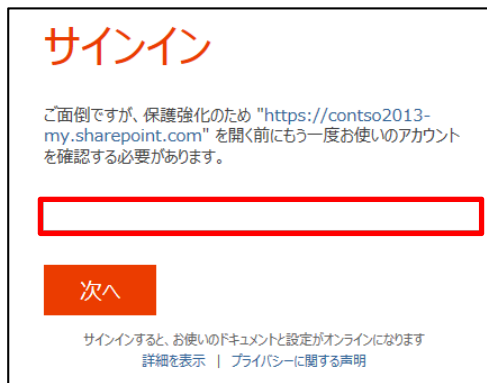 サインイン
ご面倒ですが、保護強化のため "https://contso2013-
my.sharepoint.com" を開く前にもう一度お使いのアカウント
を確認する必要があります。
次へ
サインインすると、お使いのドキュメントと設定がオンラインになります
詳細を表示 | プライバシーに関する声明